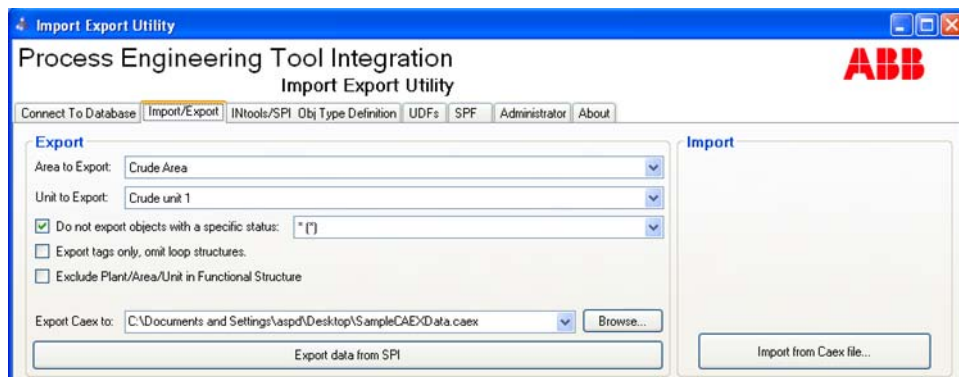 Import Export Utility
Process Engineering Tool Integration
Import Export Utility
ABB
Connect To Database Import/Export INtools/SPI Obj Type Definition UDFs SPF Administrator About
Export
Area to Export: Crude Area
Unit to Export: Crude unit 1
Do not export objects with a specific status: * (*)
Export tags only, omit loop structures.
Exclude Plant/Area/Unit in Functional Structure
Export Caex to: C:\Documents and Settings\aspd\Desktop\SampleCAEXData.caex Browse...
Export data from SPI
Import
Import from Caex file...